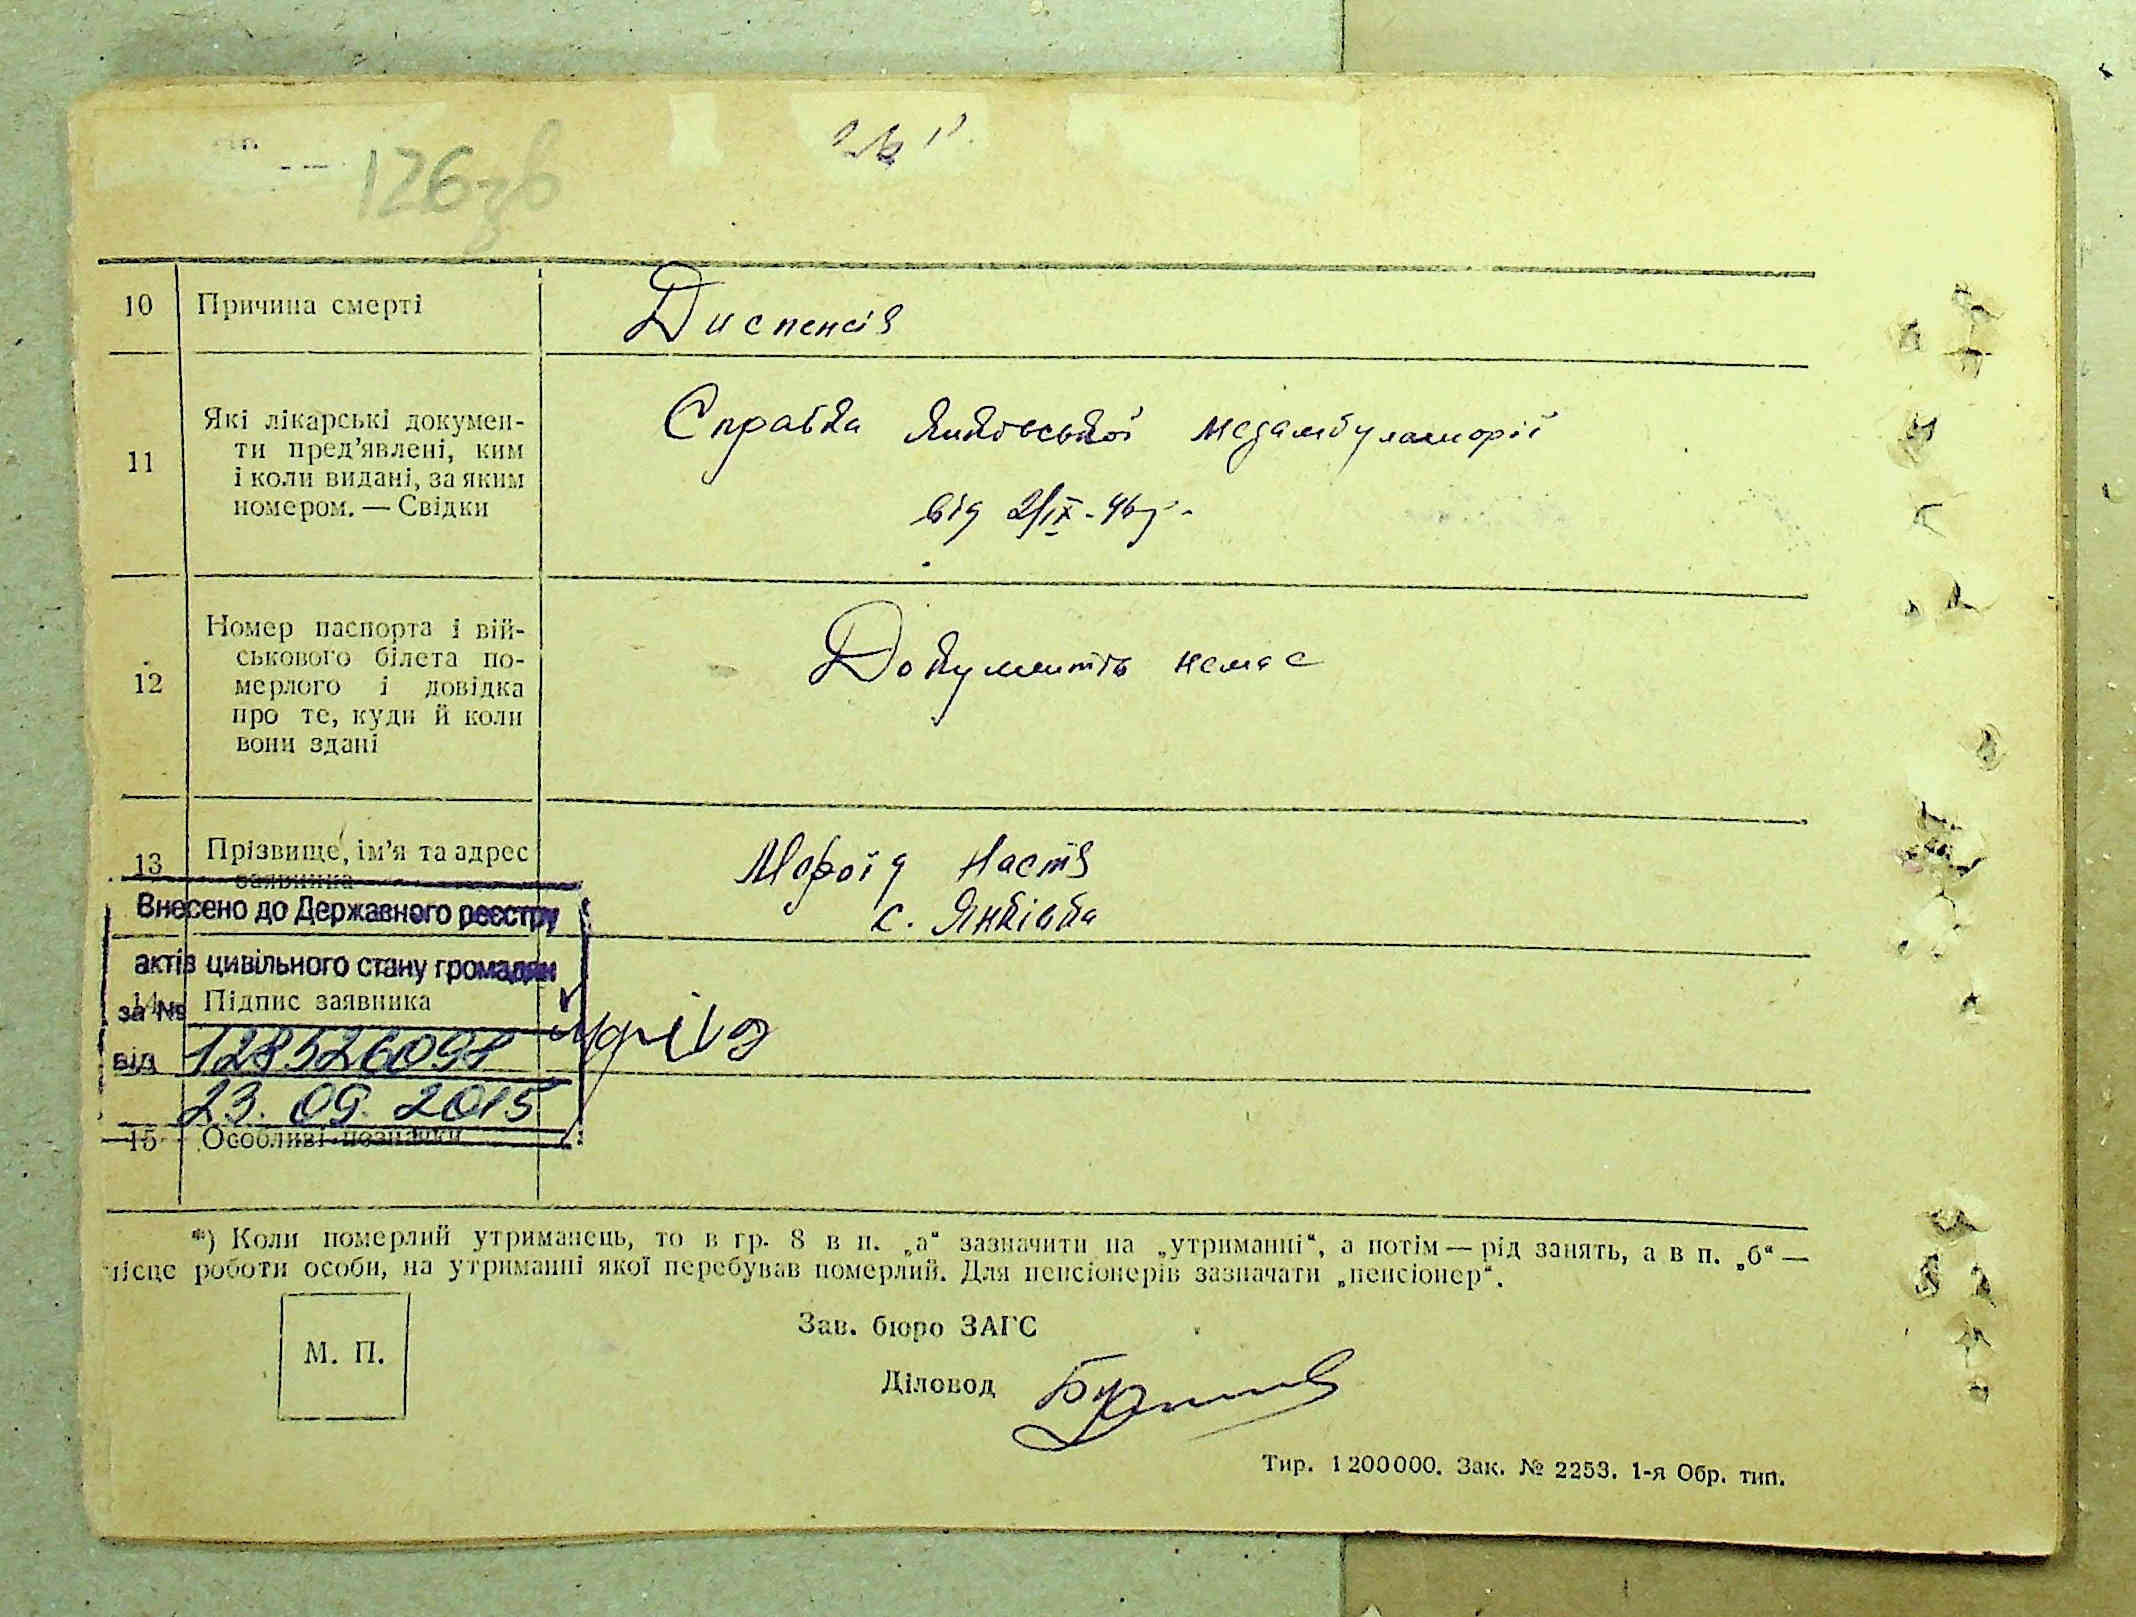 126зв
10 Причина смерті Диспепсія
11 Які лікарські докумен-
ти пред'явлені, ким
і коли видані, за яким
номером. — Свідки
Справка Янковської медамбулаторії
від 2/IX-46р.
12 Номер паспорта і вій-
ськового білета по-
мерлого і довідка
про те, куди й коли
вони здані
Документів немає
13 Прізвище, ім'я та адрес
заявника
Настя
с. Янківка
Внесено до Державного реєстру
актів цивільного стану громадян
за №
128526098
від
23.09.2015
14 Підпис заявника
15 Особливі позначки
*) Коли померлий утриманець, то в гр. 8 в п. „а“ зазначити на „утриманні“, а потім — рід занять, а в п. „б“ —
місце роботи особи, на утриманні якої перебував померлий. Для пенсіонерів зазначати „пенсіонер“.
М. П.
Зав. бюро ЗАГС
Діловод
Тир. 1200000. Зак. № 2253. 1-я Обр. тип.